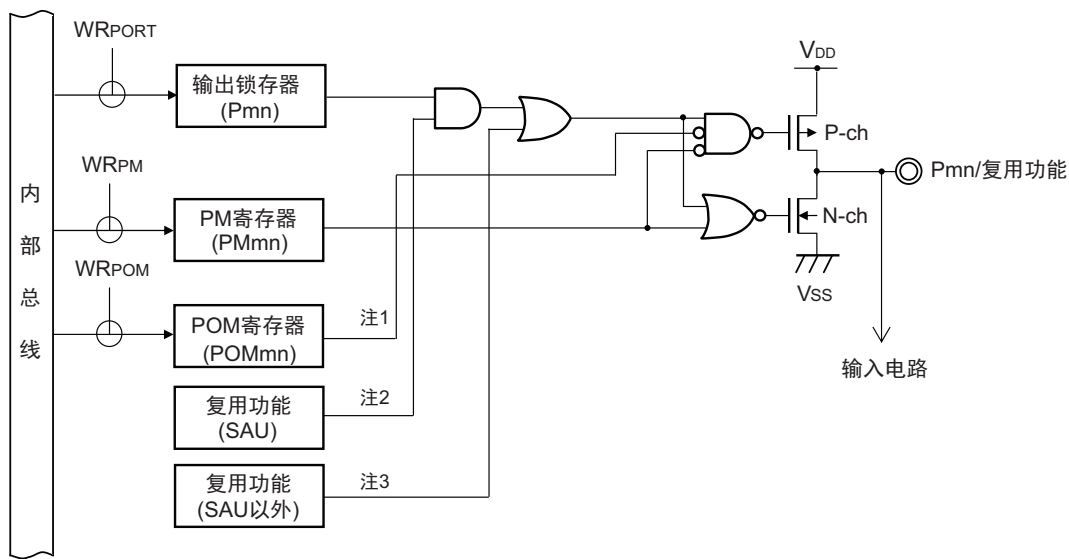 WRPORT
输出锁存器
(Pmn)
VDD
P-ch
Pmn/复用功能
N-ch
VSS
输入电路
内部总线
WRPM
PM寄存器
(PMmn)
WRPOM
POM寄存器
(POMmn)
注1
复用功能
(SAU)
注2
复用功能
(SAU以外)
注3